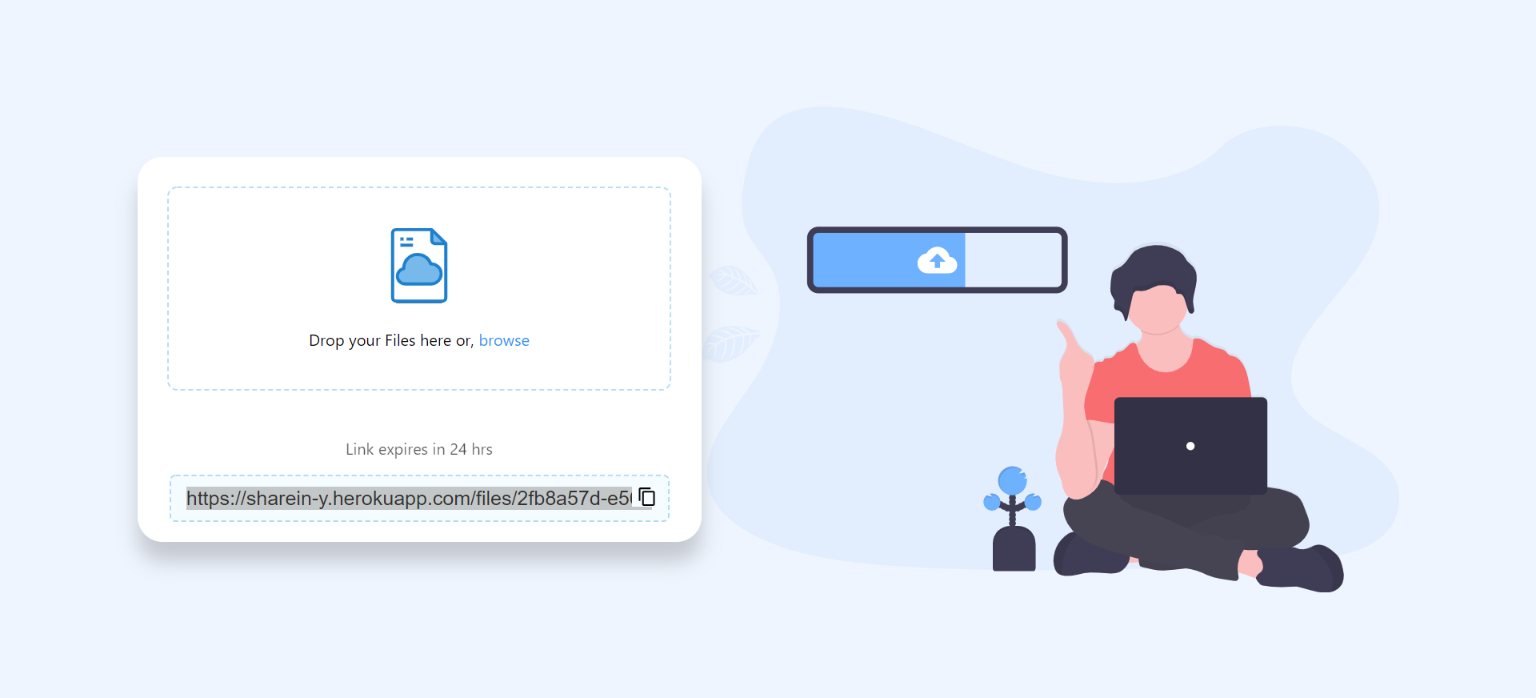 Drop your Files here or, browse
Link expires in 24 hrs
https://sharein-y.herokuapp.com/files/2fb8a57d-e5